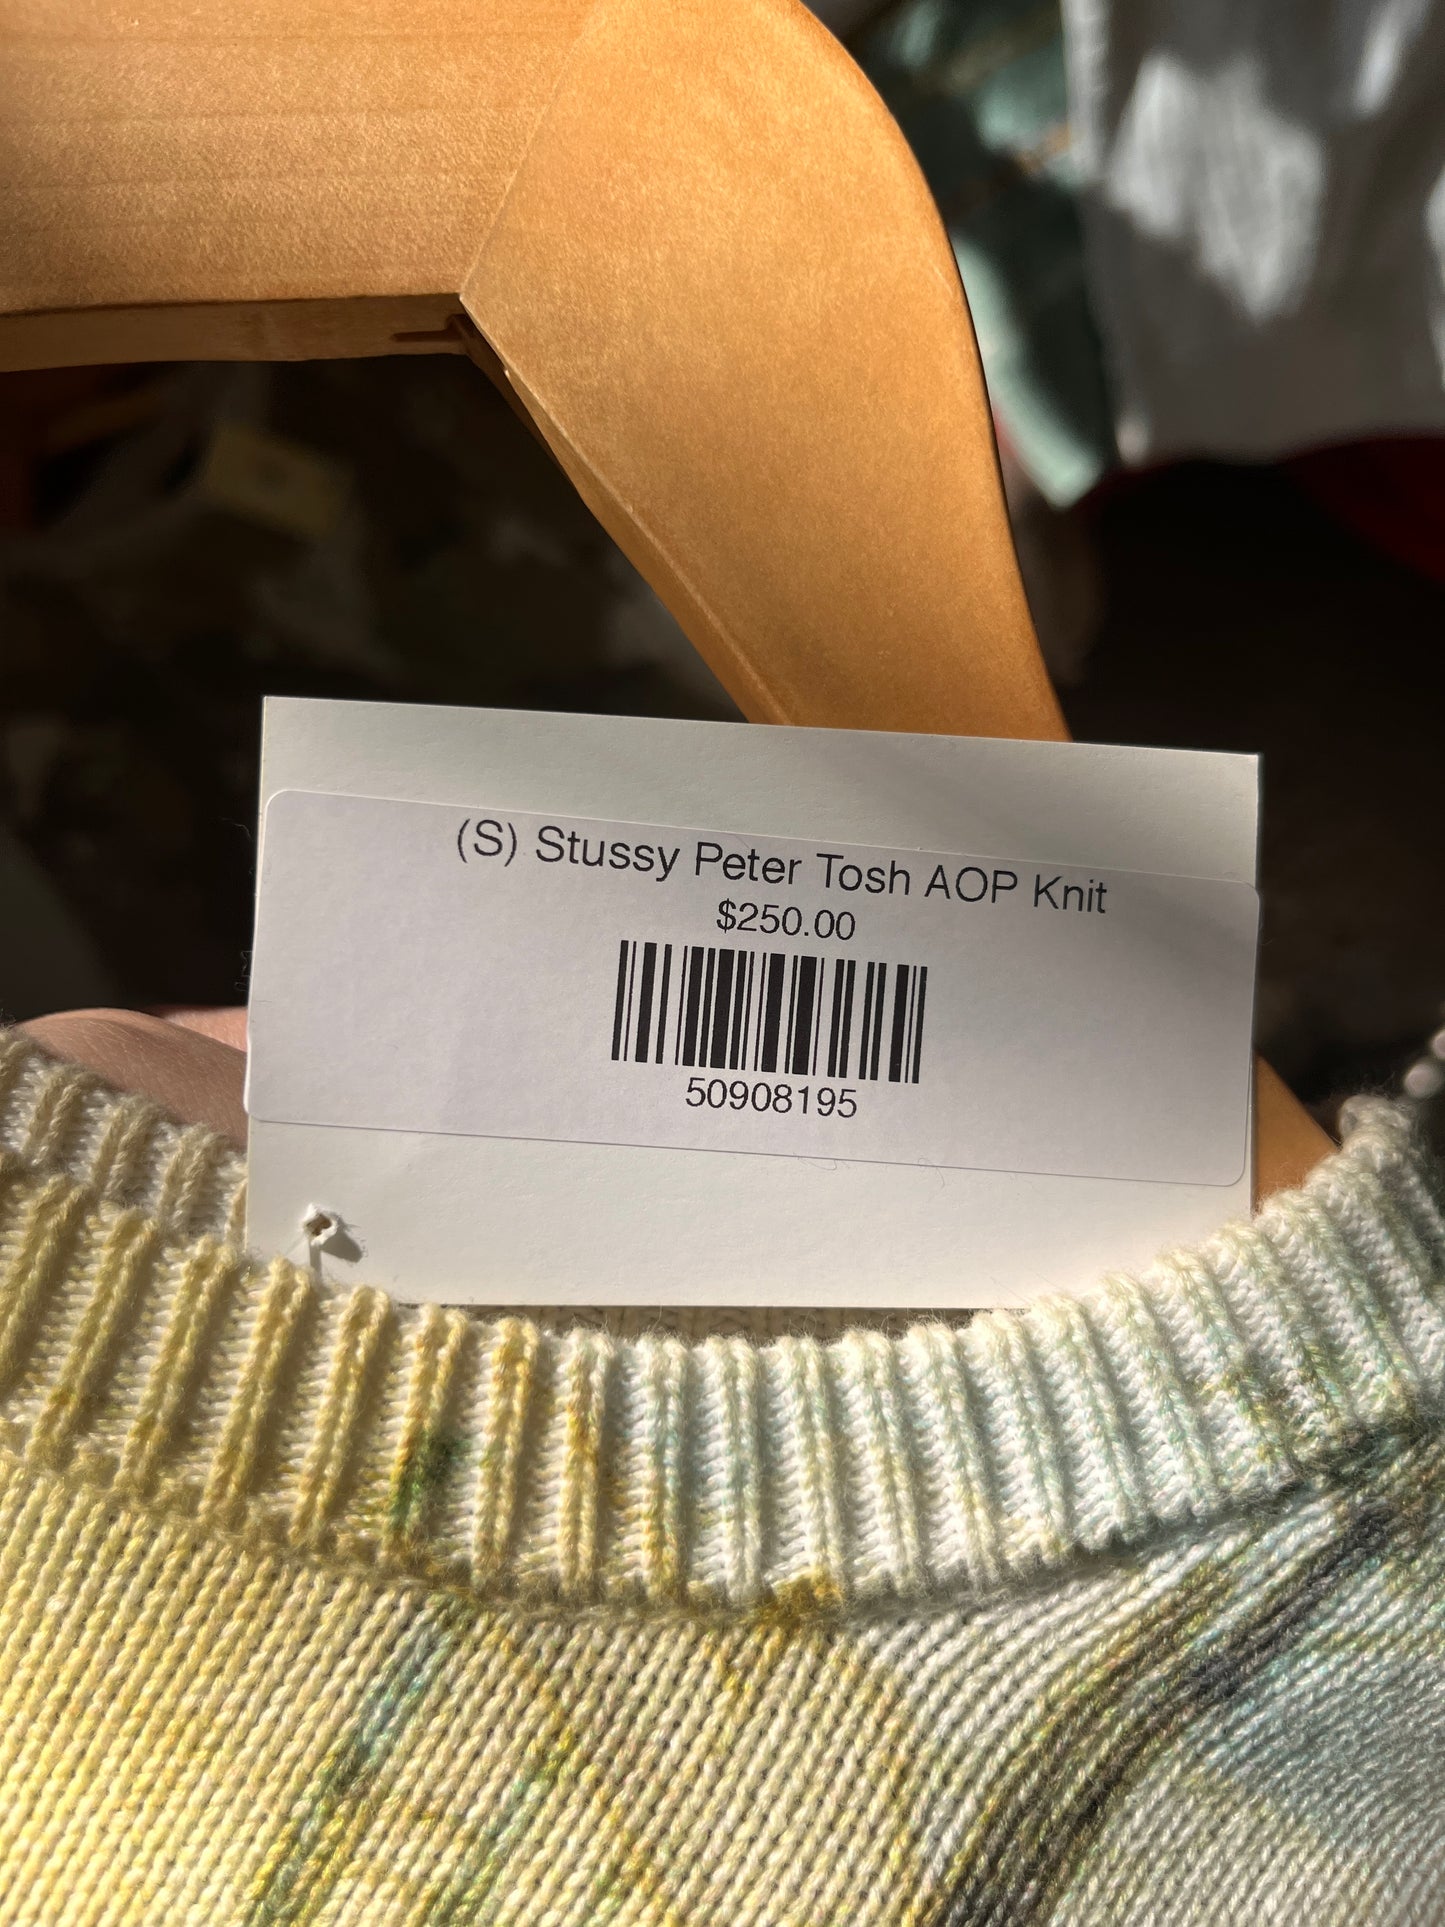 (S) Stussy Peter Tosh AOP Knit
$250.00
50908195